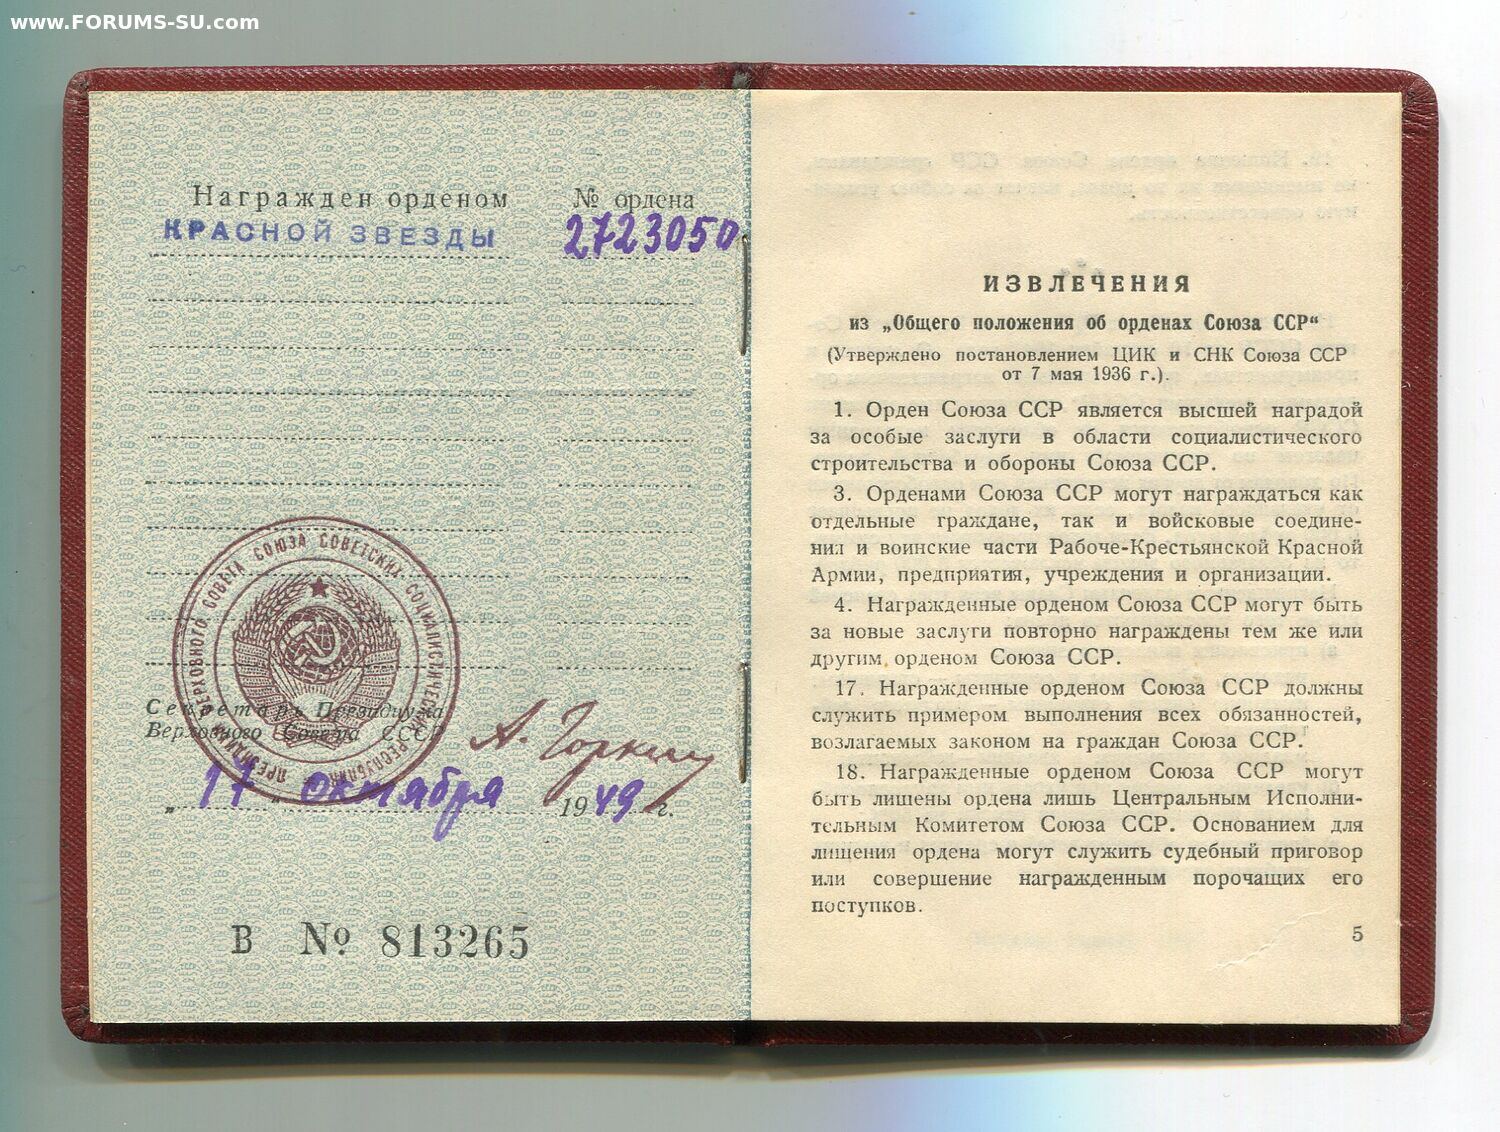 www.FORUMS-SU.com
Награжден орденом № ордена
КРАСНОЙ ЗВЕЗДЫ 2723050
ПРЕЗИДИУМ ВЕРХОВНОГО СОВЕТА СОЮЗА СОВЕТСКИХ СОЦИАЛИСТИЧЕСКИХ РЕСПУБЛИК
Секретарь Президиума
Верховного Совета СССР А. Горкин
„ 17 " октября 1949 г.
В № 813265
ИЗВЛЕЧЕНИЯ
из „Общего положения об орденах Союза ССР“
(Утверждено постановлением ЦИК и СНК Союза ССР
от 7 мая 1936 г.).
1. Орден Союза ССР является высшей наградой
за особые заслуги в области социалистического
строительства и обороны Союза ССР.
3. Орденами Союза ССР могут награждаться как
отдельные граждане, так и войсковые соедине-
ния и воинские части Рабоче-Крестьянской Красной
Армии, предприятия, учреждения и организации.
4. Награжденные орденом Союза ССР могут быть
за новые заслуги повторно награждены тем же или
другим орденом Союза ССР.
17. Награжденные орденом Союза ССР должны
служить примером выполнения всех обязанностей,
возлагаемых законом на граждан Союза ССР.
18. Награжденные орденом Союза ССР могут
быть лишены ордена лишь Центральным Исполни-
тельным Комитетом Союза ССР. Основанием для
лишения ордена могут служить судебный приговор
или совершение награжденным порочащих его
поступков.
5